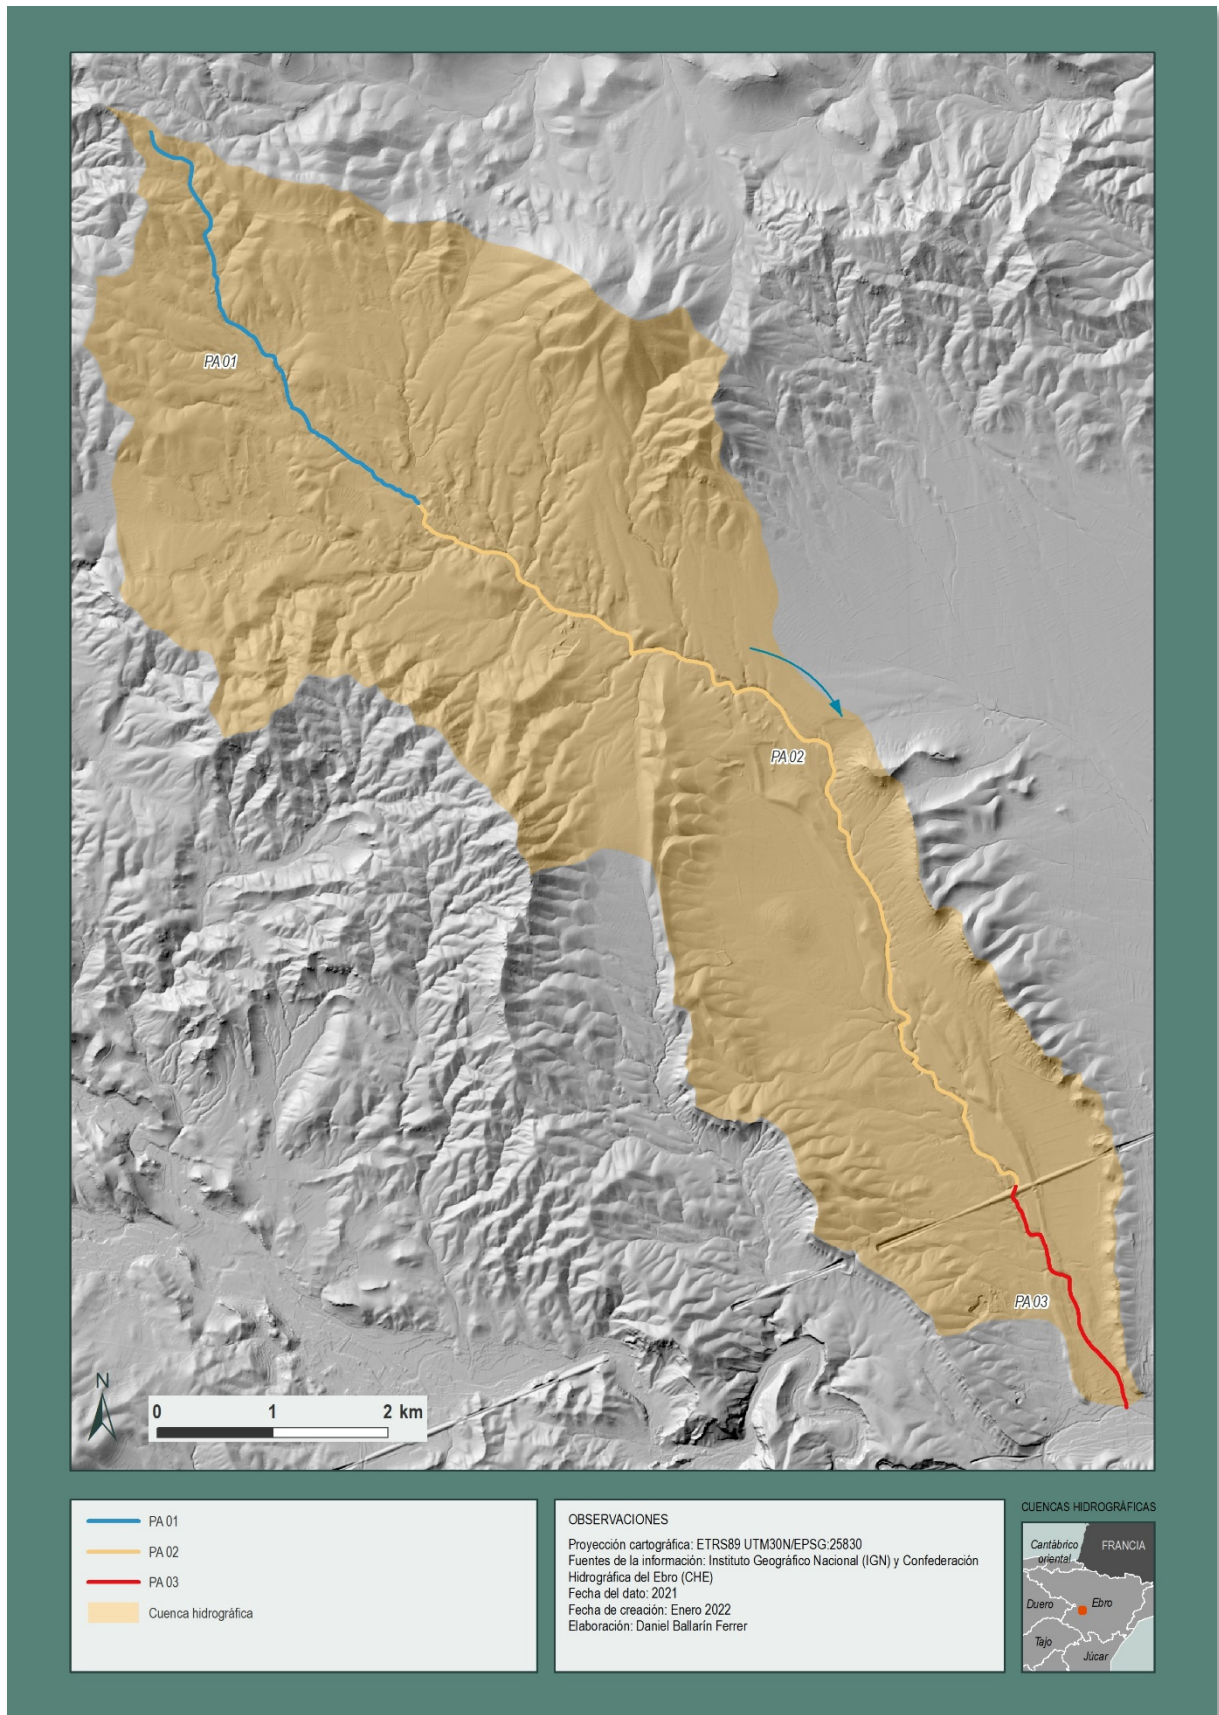 PA 01
PA 02
PA 03
N
0 1 2 km
PA 01
PA 02
PA 03
Cuenca hidrográfica
OBSERVACIONES
Proyección cartográfica: ETRS89 UTM30N/EPSG:25830
Fuentes de la información: Instituto Geográfico Nacional (IGN) y Confederación
Hidrográfica del Ebro (CHE)
Fecha del dato: 2021
Fecha de creación: Enero 2022
Elaboración: Daniel Ballarín Ferrer
CUENCAS HIDROGRÁFICAS
Cantábrico
oriental
FRANCIA
Duero
Ebro
Tajo
Júcar